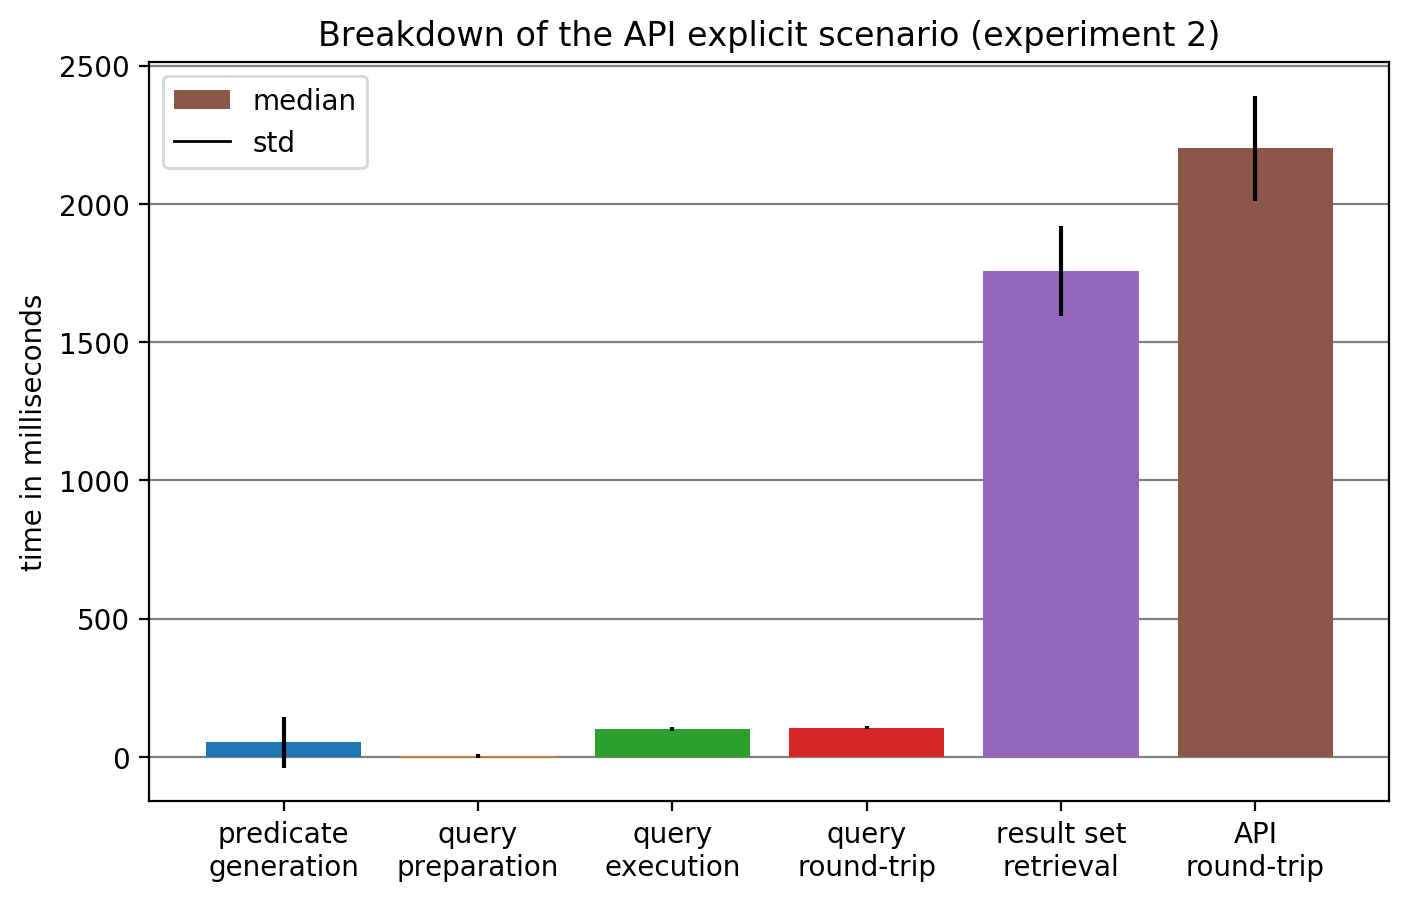 Breakdown of the API explicit scenario (experiment 2)
median
std
time in milliseconds
2500
2000
1500
1000
500
0
predicate
generation
query
preparation
query
execution
query
round-trip
result set
retrieval
API
round-trip